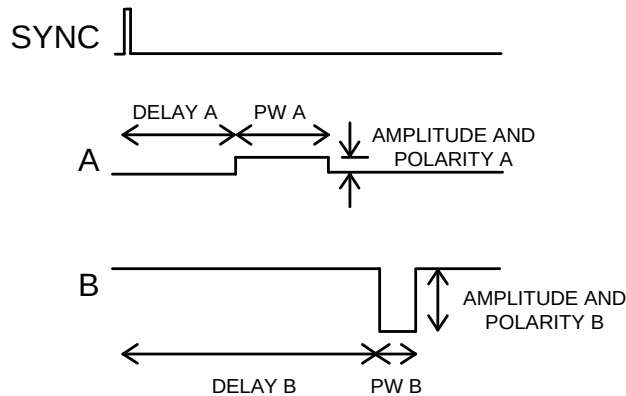 SYNC
DELAY A
PW A
A
AMPLITUDE AND
POLARITY A
B
AMPLITUDE AND
POLARITY B
DELAY B
PW B